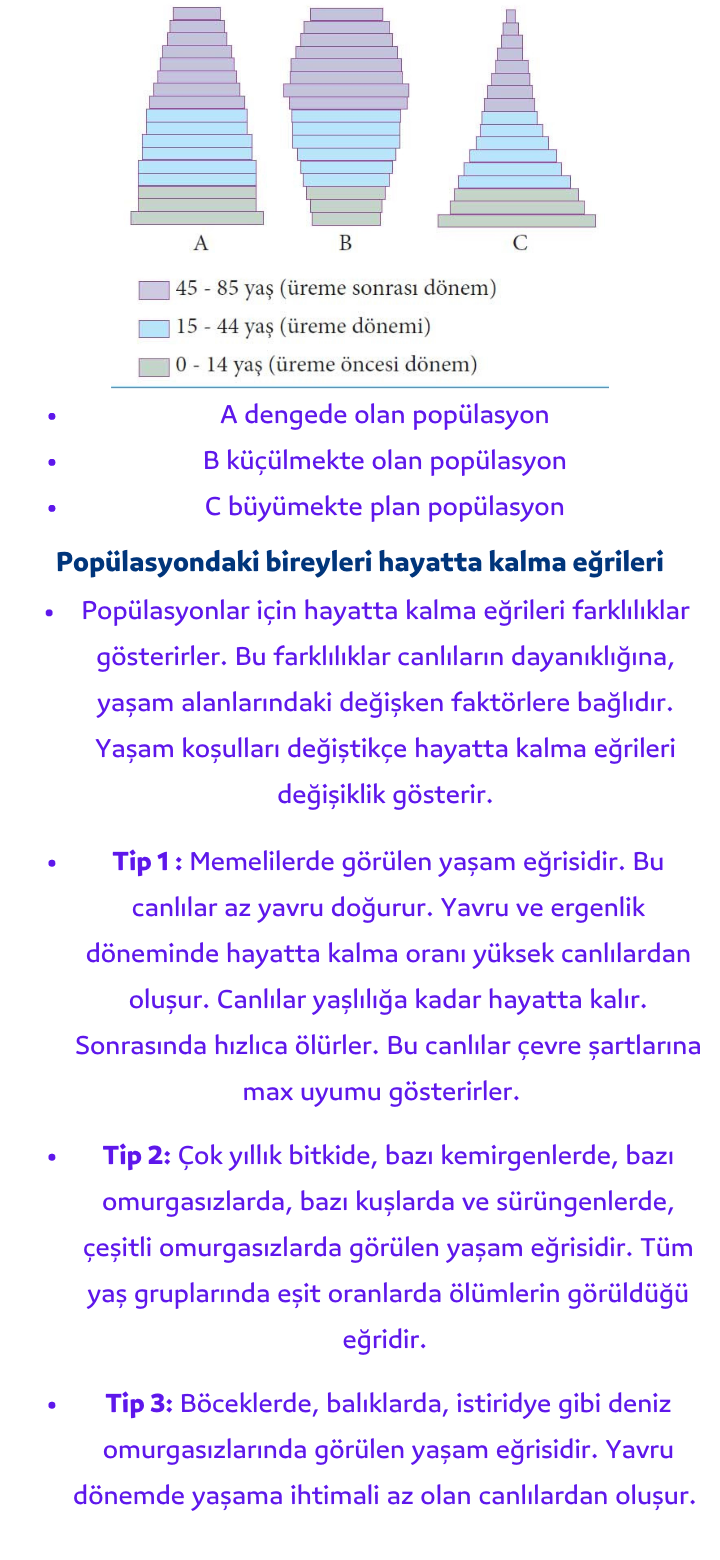 A B C
45 - 85 yaş (üreme sonrası dönem)
15 - 44 yaş (üreme dönemi)
0 - 14 yaş (üreme öncesi dönem)
• A dengede olan popülasyon
• B küçülmekte olan popülasyon
• C büyümekte plan popülasyon
Popülasyondaki bireyleri hayatta kalma eğrileri
• Popülasyonlar için hayatta kalma eğrileri farklılıklar
gösterirler. Bu farklılıklar canlıların dayanıklığına,
yaşam alanlarındaki değişken faktörlere bağlıdır.
Yaşam koşulları değiştikçe hayatta kalma eğrileri
değişiklik gösterir.
• Tip 1 : Memelilerde görülen yaşam eğrisidir. Bu
canlılar az yavru doğurur. Yavru ve ergenlik
döneminde hayatta kalma oranı yüksek canlılardan
oluşur. Canlılar yaşlılığa kadar hayatta kalır.
Sonrasında hızlıca ölürler. Bu canlılar çevre şartlarına
max uyumu gösterirler.
• Tip 2: Çok yıllık bitkide, bazı kemirgenlerde, bazı
omurgasızlarda, bazı kuşlarda ve sürüngenlerde,
çeşitli omurgasızlarda görülen yaşam eğrisidir. Tüm
yaş gruplarında eşit oranlarda ölümlerin görüldüğü
eğridir.
• Tip 3: Böceklerde, balıklarda, istiridye gibi deniz
omurgasızlarında görülen yaşam eğrisidir. Yavru
dönemde yaşama ihtimali az olan canlılardan oluşur.